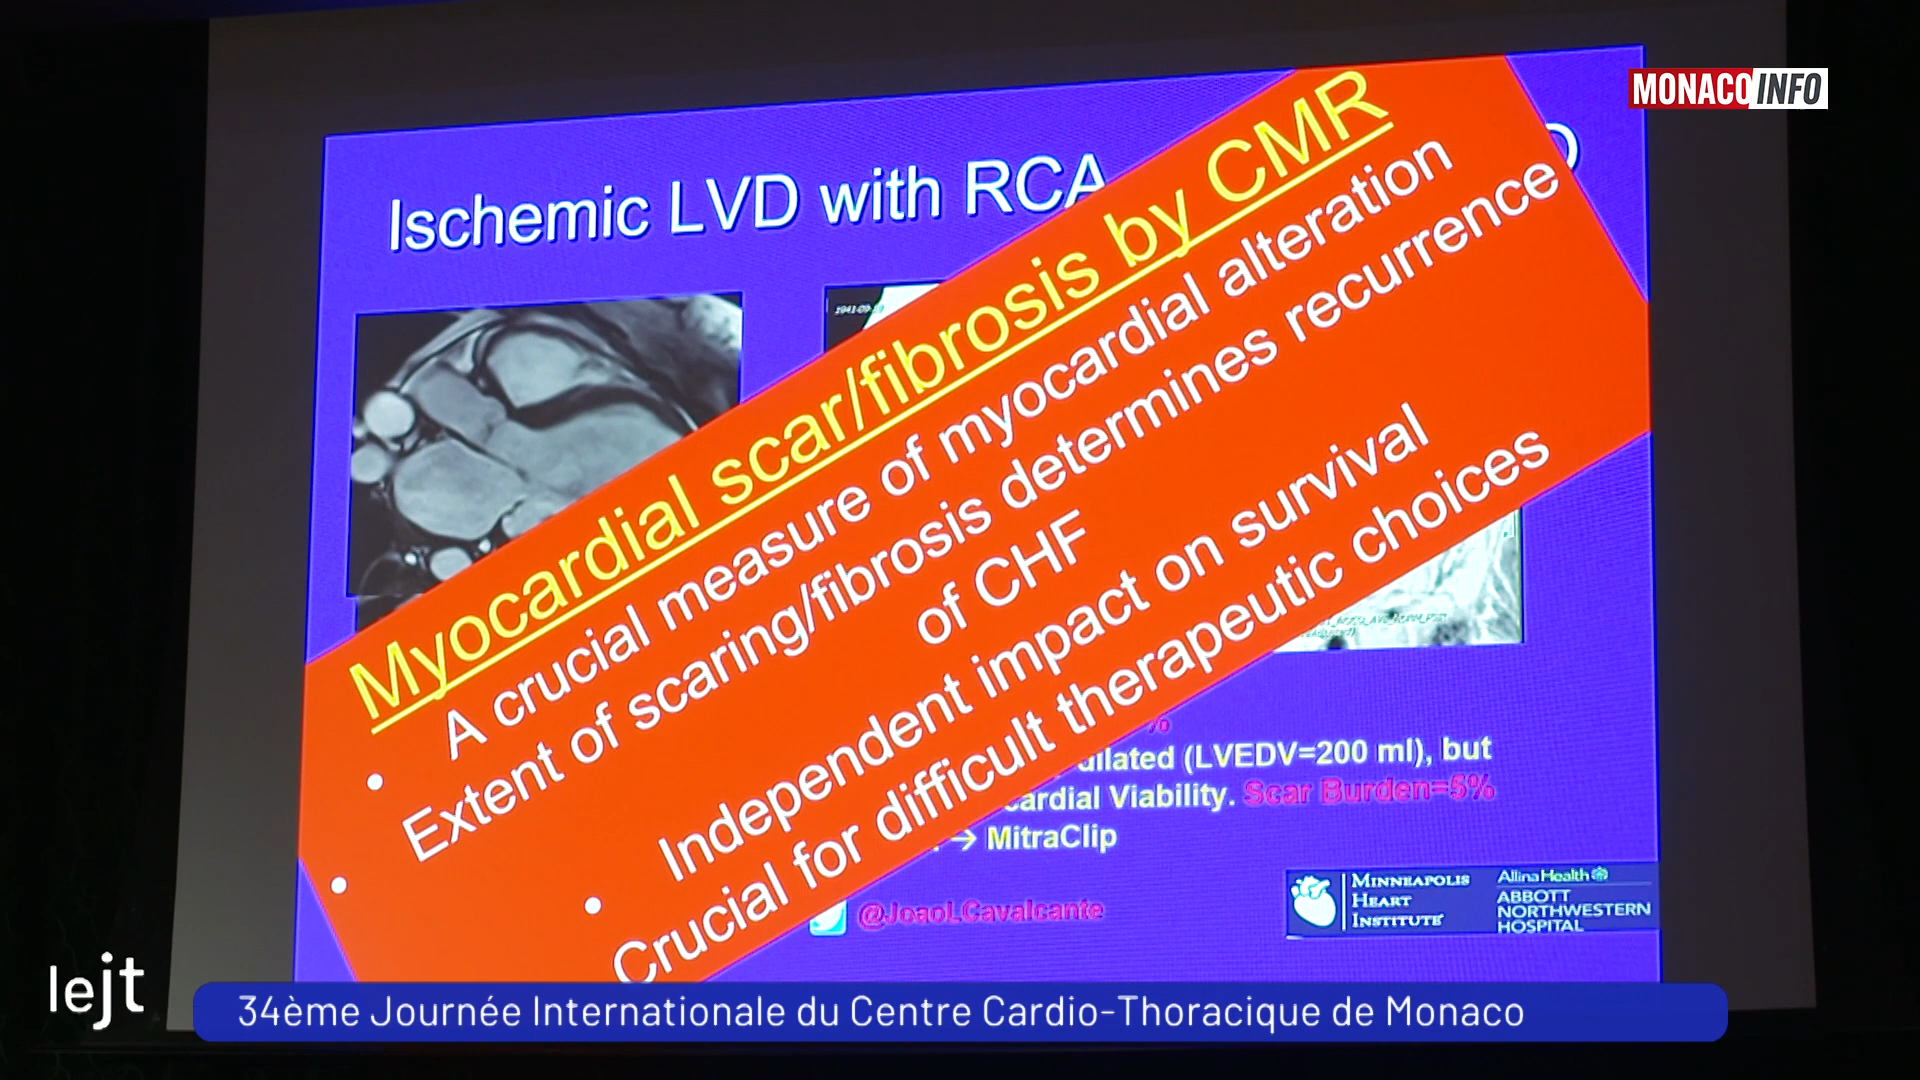 MONACO INFO
Ischemic LVD with RCA
Myocardial scar/fibrosis by CMR
A crucial measure of myocardial alteration
• Extent of scaring/fibrosis determines recurrence
• of CHF
• Independent impact on survival
Crucial for difficult therapeutic choices
%
dilated (LVEDV=200 ml), but
cardial Viability. Scar Burden=5%
→ MitraClip
@JoaoLCavalcante
MINNEAPOLIS
HEART
INSTITUTE
Allina Health
ABBOTT
NORTHWESTERN
HOSPITAL
lejt
34ème Journée Internationale du Centre Cardio-Thoracique de Monaco